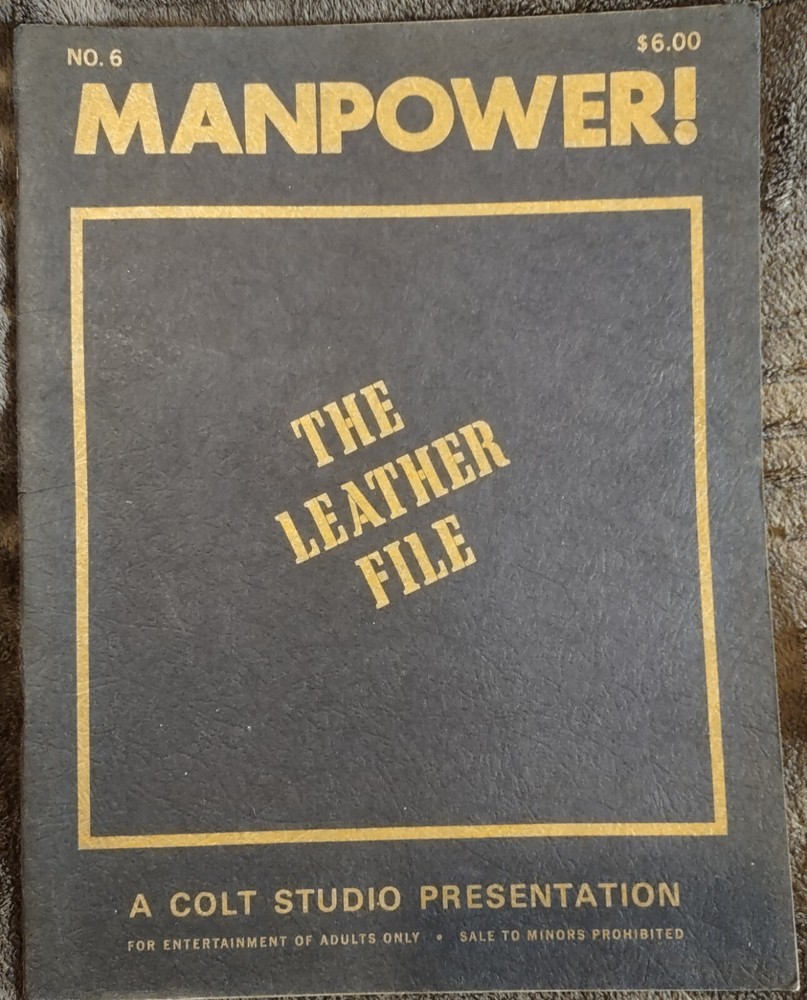 NO. 6 $6.00
MANPOWER!
THE
LEATHER
FILE
A COLT STUDIO PRESENTATION
FOR ENTERTAINMENT OF ADULTS ONLY • SALE TO MINORS PROHIBITED